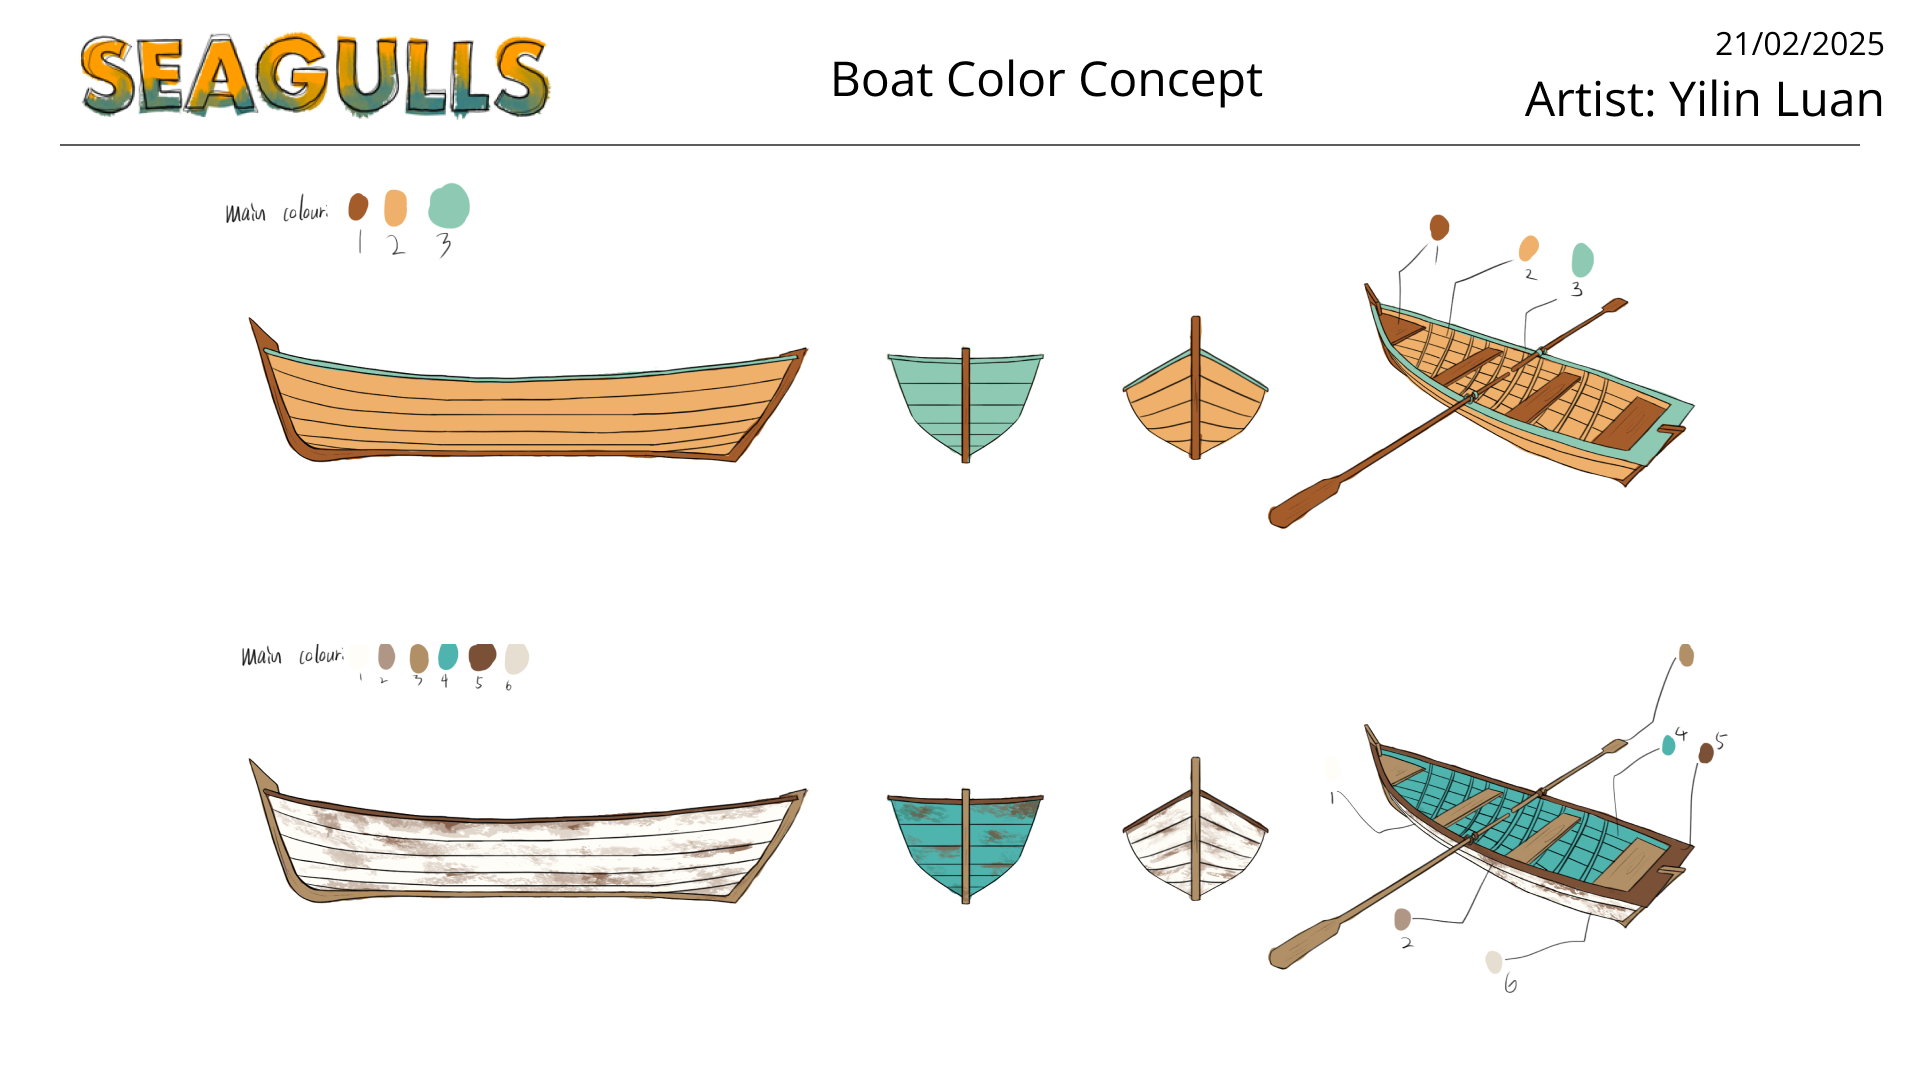 SEAGULLS
Boat Color Concept
21/02/2025
Artist: Yilin Luan
Main colour:
1 2 3
1
2
3
Main colour:
1 2 3 4 5 6
4
5
1
2
6